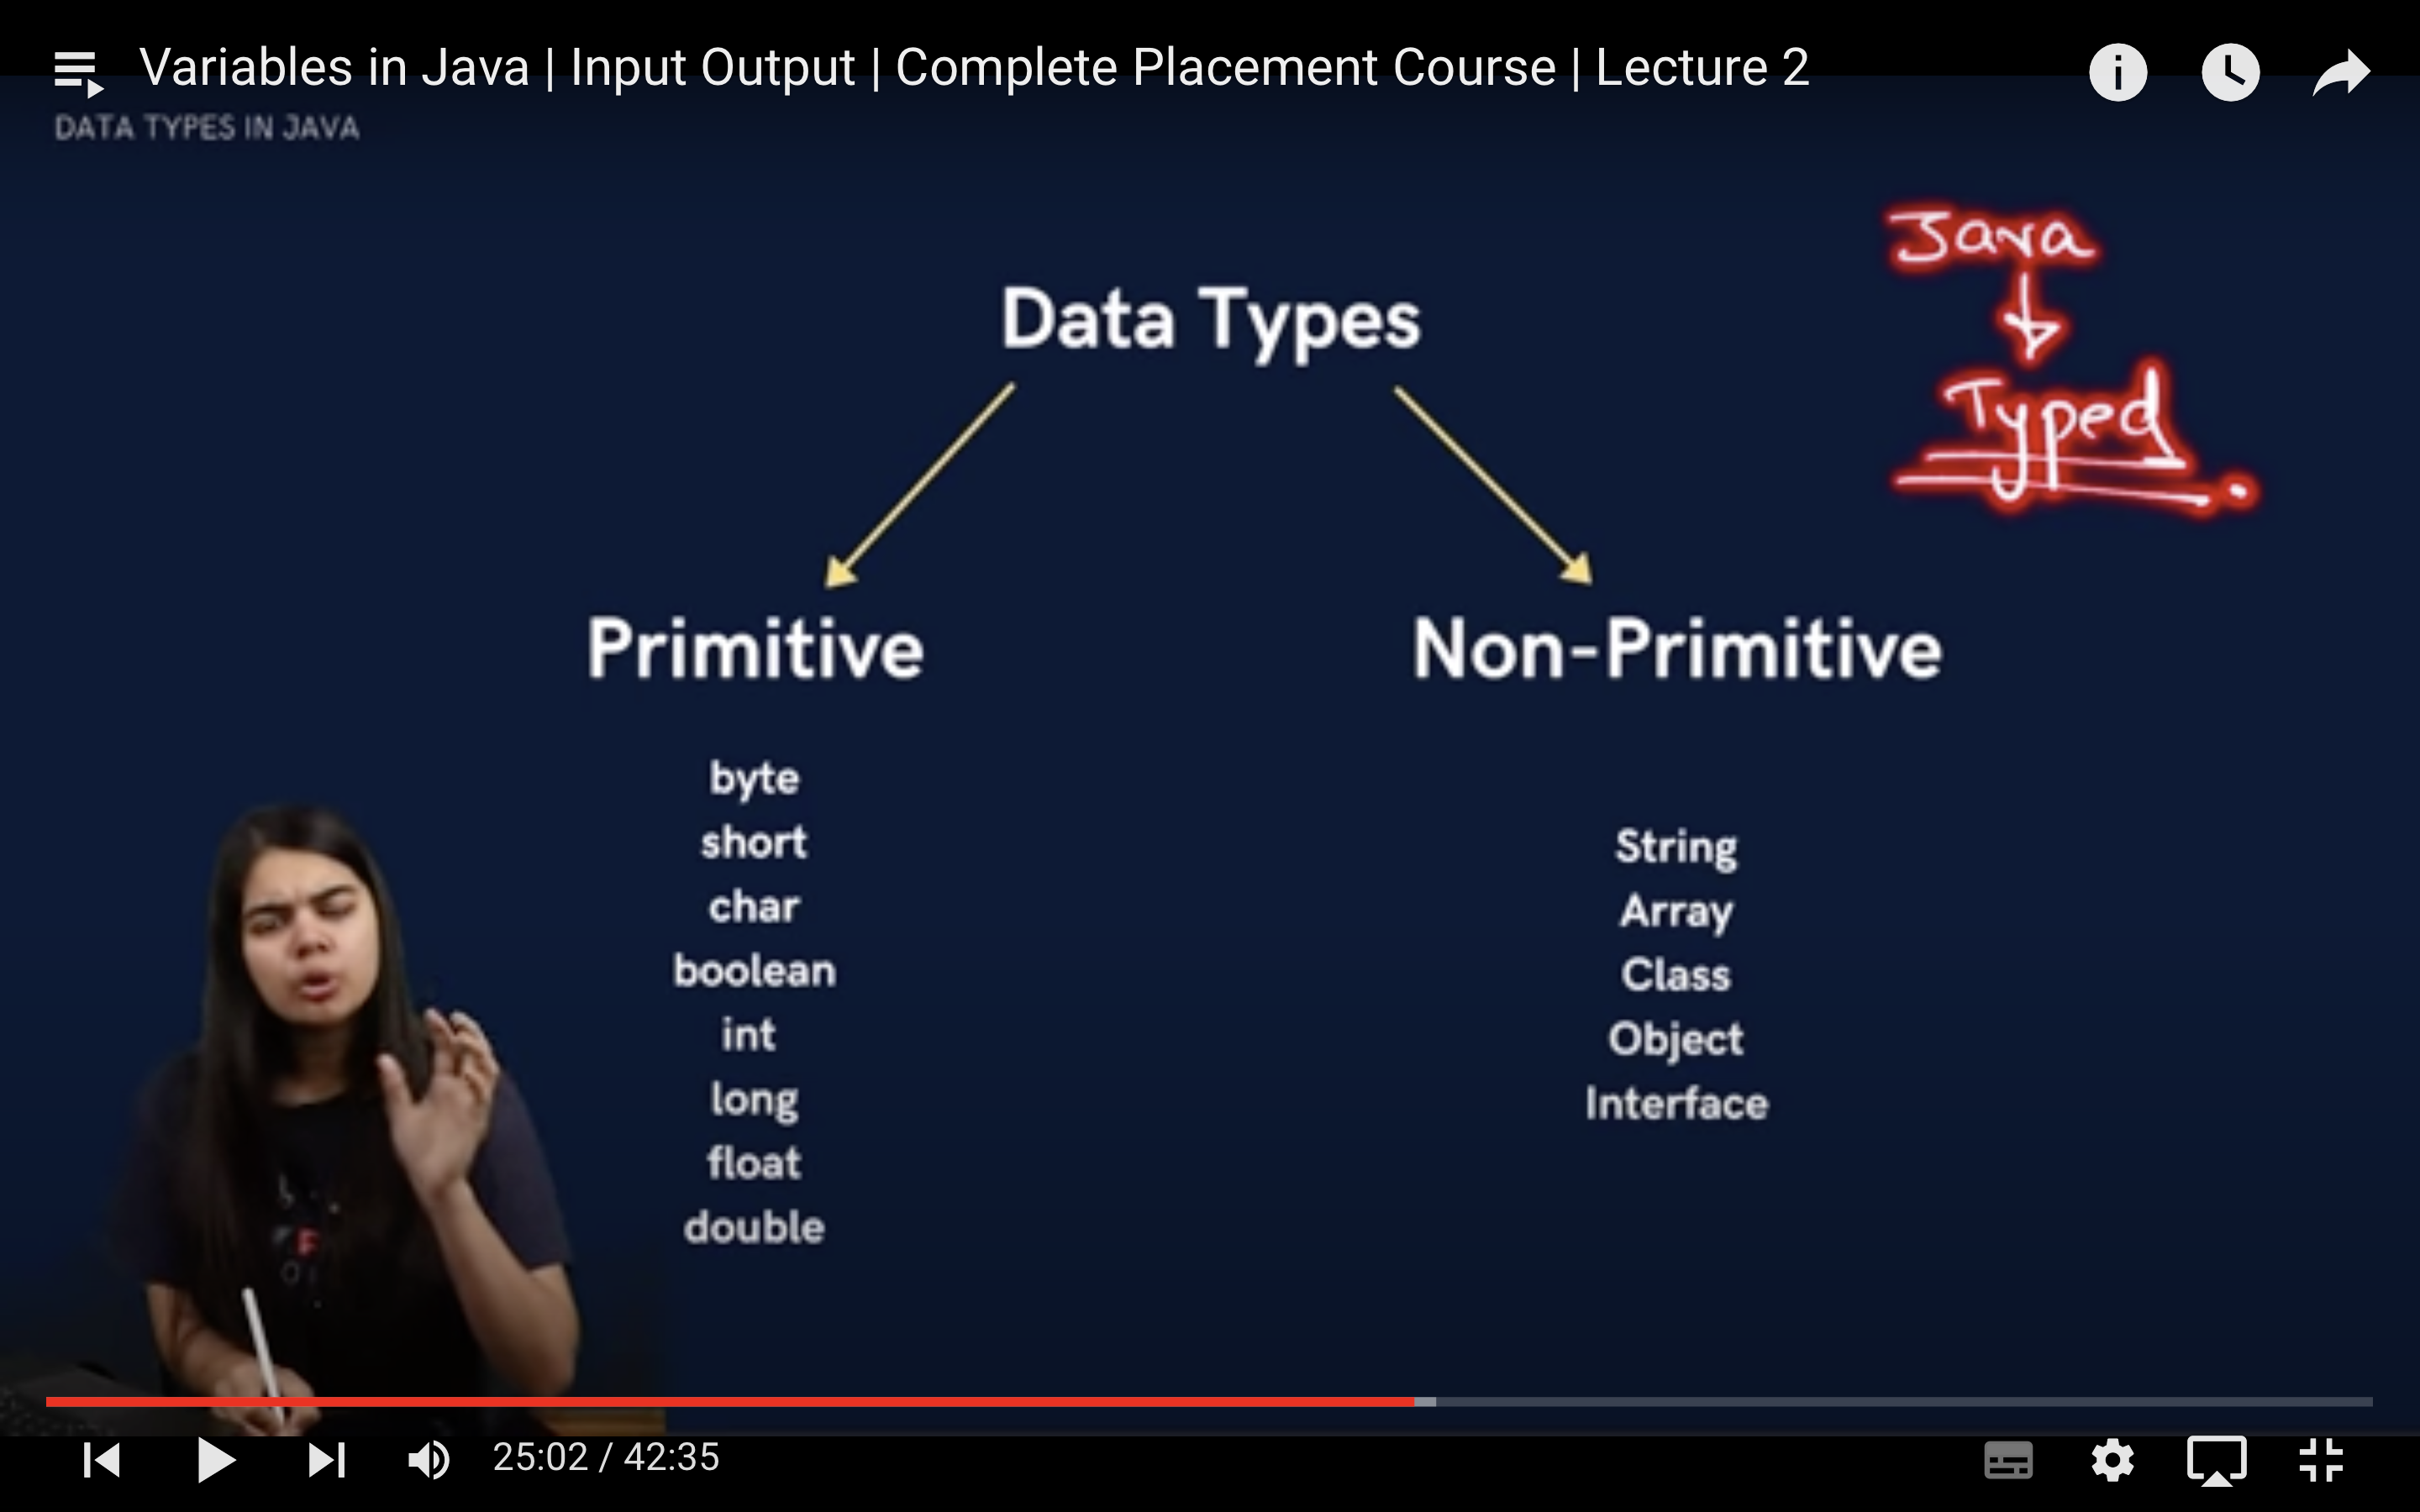 Variables in Java | Input Output | Complete Placement Course | Lecture 2
DATA TYPES IN JAVA
Java
Typed
Data Types
Primitive
Non-Primitive
byte
short
char
boolean
int
long
float
double
String
Array
Class
Object
Interface
25:02 / 42:35